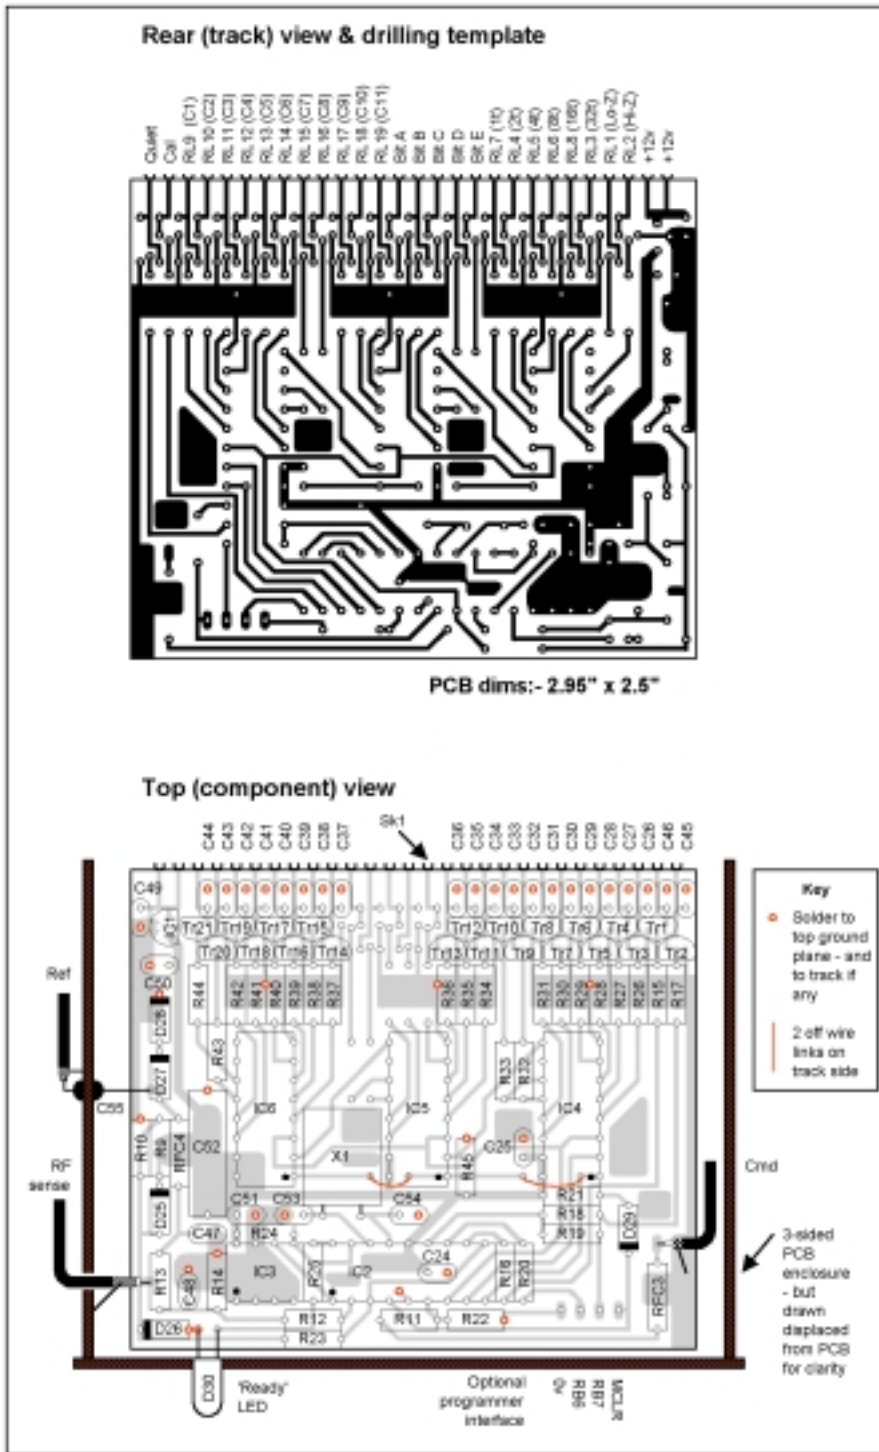 Rear (track) view & drilling template
Quiet
Cal
RL9 (C1)
RL10 (C2)
RL11 (C3)
RL12 (C4)
RL13 (C5)
RL14 (C6)
RL15 (C7)
RL16 (C8)
RL17 (C9)
RL18 (C10)
RL19 (C11)
Bit A
Bit B
Bit C
Bit D
Bit E
RL7 (1t)
RL4 (2t)
RL5 (4t)
RL6 (8t)
RL8 (16t)
RL3 (32t)
RL1 (Lo-Z)
RL2 (Hi-Z)
+12v
+12v
PCB dims:- 2.95" x 2.5"
Top (component) view
C44
C43
C42
C41
C40
C39
C38
C37
Sk1
C36
C35
C34
C33
C32
C31
C30
C29
C28
C27
C26
C46
C45
C49
IC1
Tr21
Tr19
Tr17
Tr15
Tr12
Tr10
Tr8
Tr6
Tr4
Tr1
Tr20
Tr18
Tr16
Tr14
Tr13
Tr11
Tr9
Tr7
Tr5
Tr3
Tr2
C50
R44
R42
R41
R40
R39
R38
R37
R36
R35
R34
R31
R30
R29
R28
R27
R26
R15
R17
Key
Solder to
top ground
plane - and
to track if
any
2 off wire
links on
track side
Ref
D28
D27
C55
R43
R33
R32
IC6
IC5
IC4
R10
R9
RFC4
C52
X1
R45
C25
RF
sense
Cmd
D25
C51
C53
C54
R21
R18
R19
D29
C47
R24
R13
C48
R14
IC3
IC2
C24
R16
R20
RFC3
3-sided
PCB
enclosure
- but
drawn
displaced
from PCB
for clarity
D26
R12
R23
R11
R22
D30
'Ready'
LED
Optional
programmer
interface
0v
RB6
RB7
MCLR